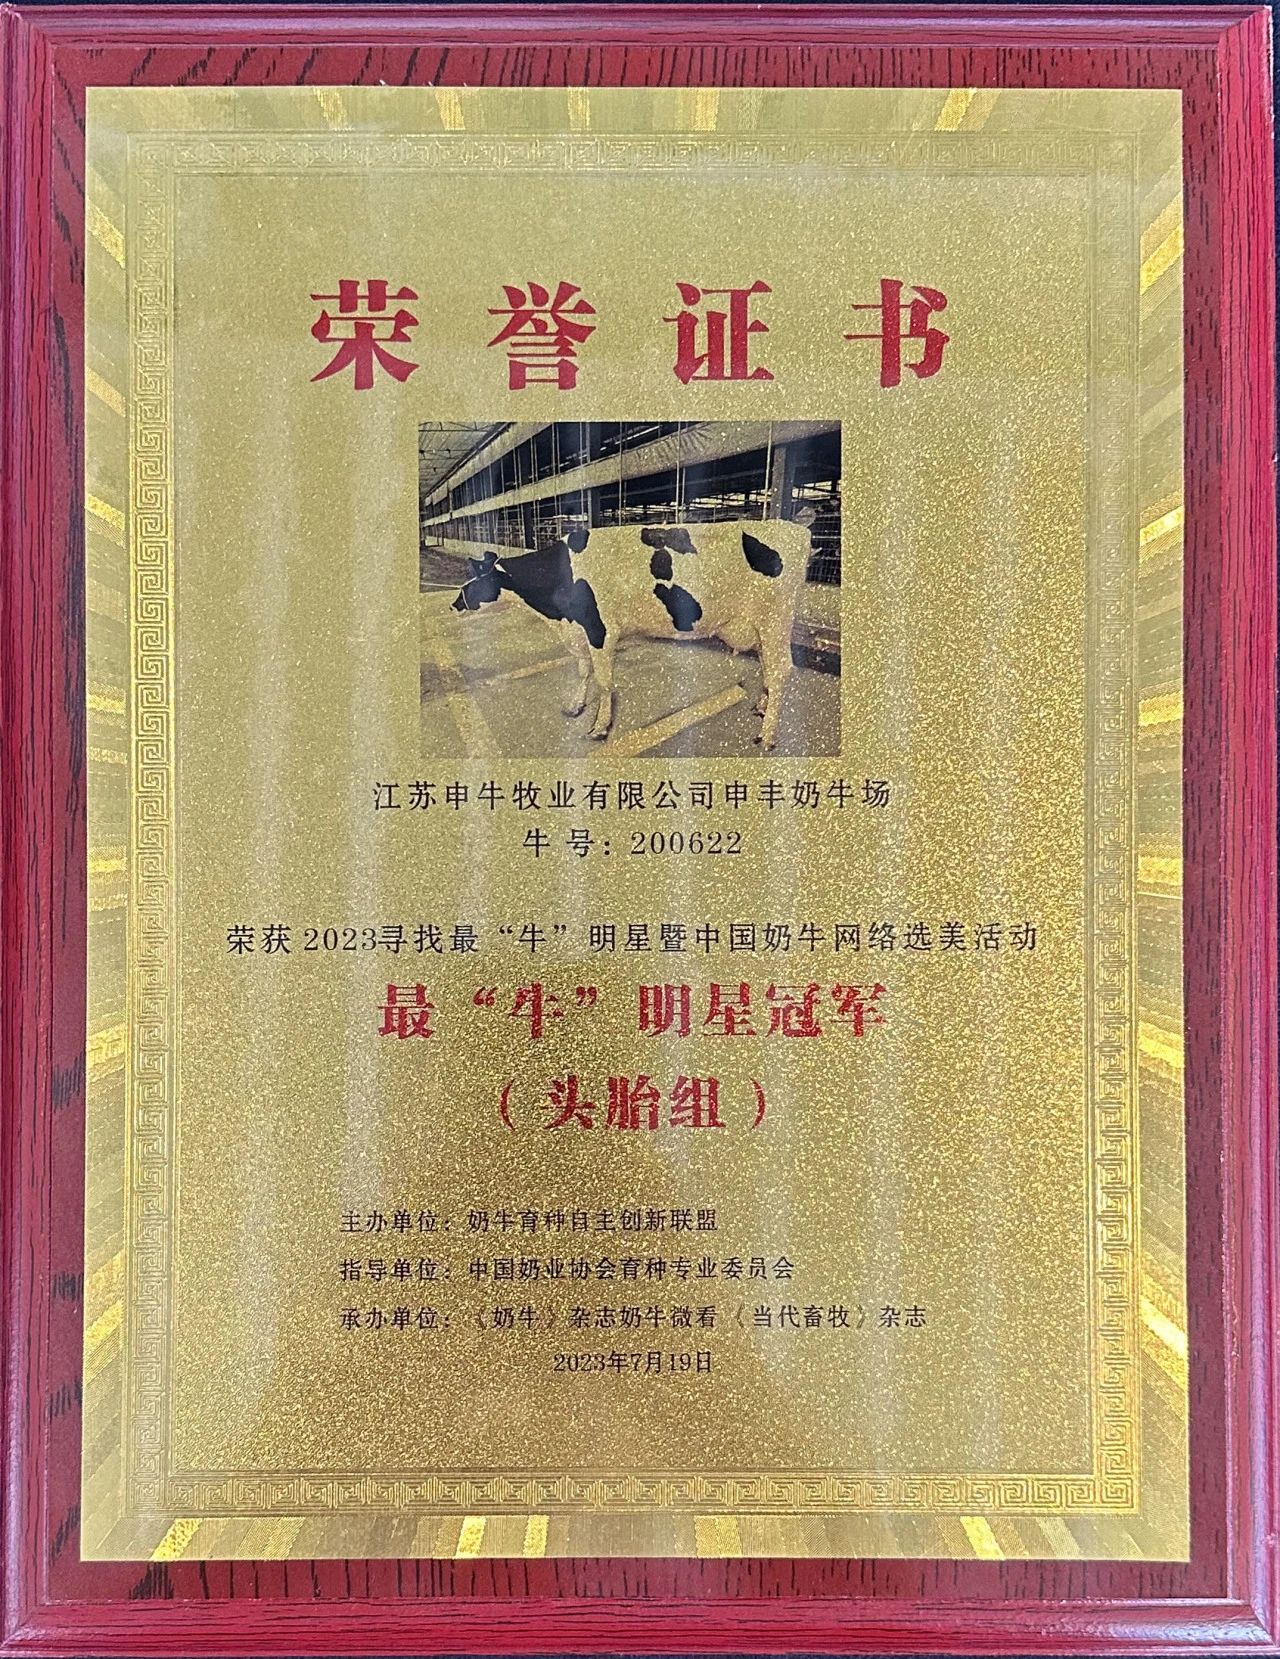 荣誉证书
江苏申牛牧业有限公司申丰奶牛场
牛号：200622
荣获2023寻找最“牛”明星暨中国奶牛网络选美活动
最“牛”明星冠军
（头胎组）
主办单位：奶牛育种自主创新联盟
指导单位：中国奶业协会育种专业委员会
承办单位：《奶牛》杂志奶牛微看《当代畜牧》杂志
2023年7月19日